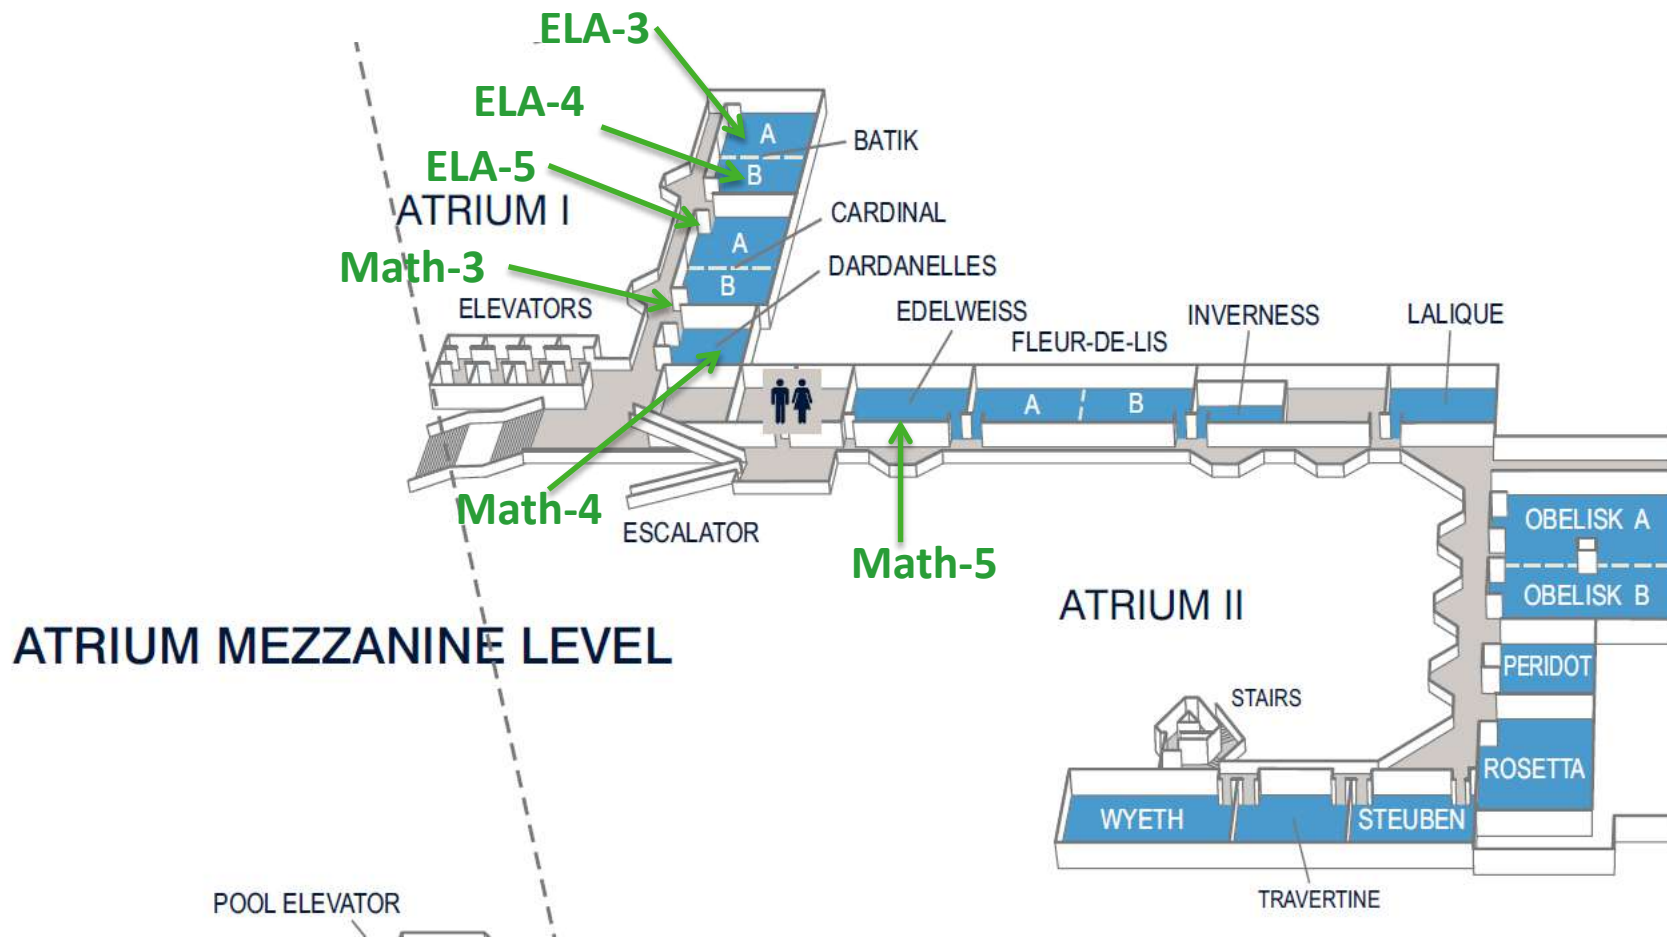 ELA-3
ELA-4
A
BATIK
ELA-5
B
ATRIUM I
CARDINAL
A
Math-3
DARDANELLES
B
ELEVATORS
EDELWEISS
INVERNESS
LALIQUE
FLEUR-DE-LIS
A
B
Math-4
ESCALATOR
OBELISK A
Math-5
OBELISK B
ATRIUM II
ATRIUM MEZZANINE LEVEL
PERIDOT
STAIRS
ROSETTA
WYETH
STEUBEN
TRAVERTINE
POOL ELEVATOR